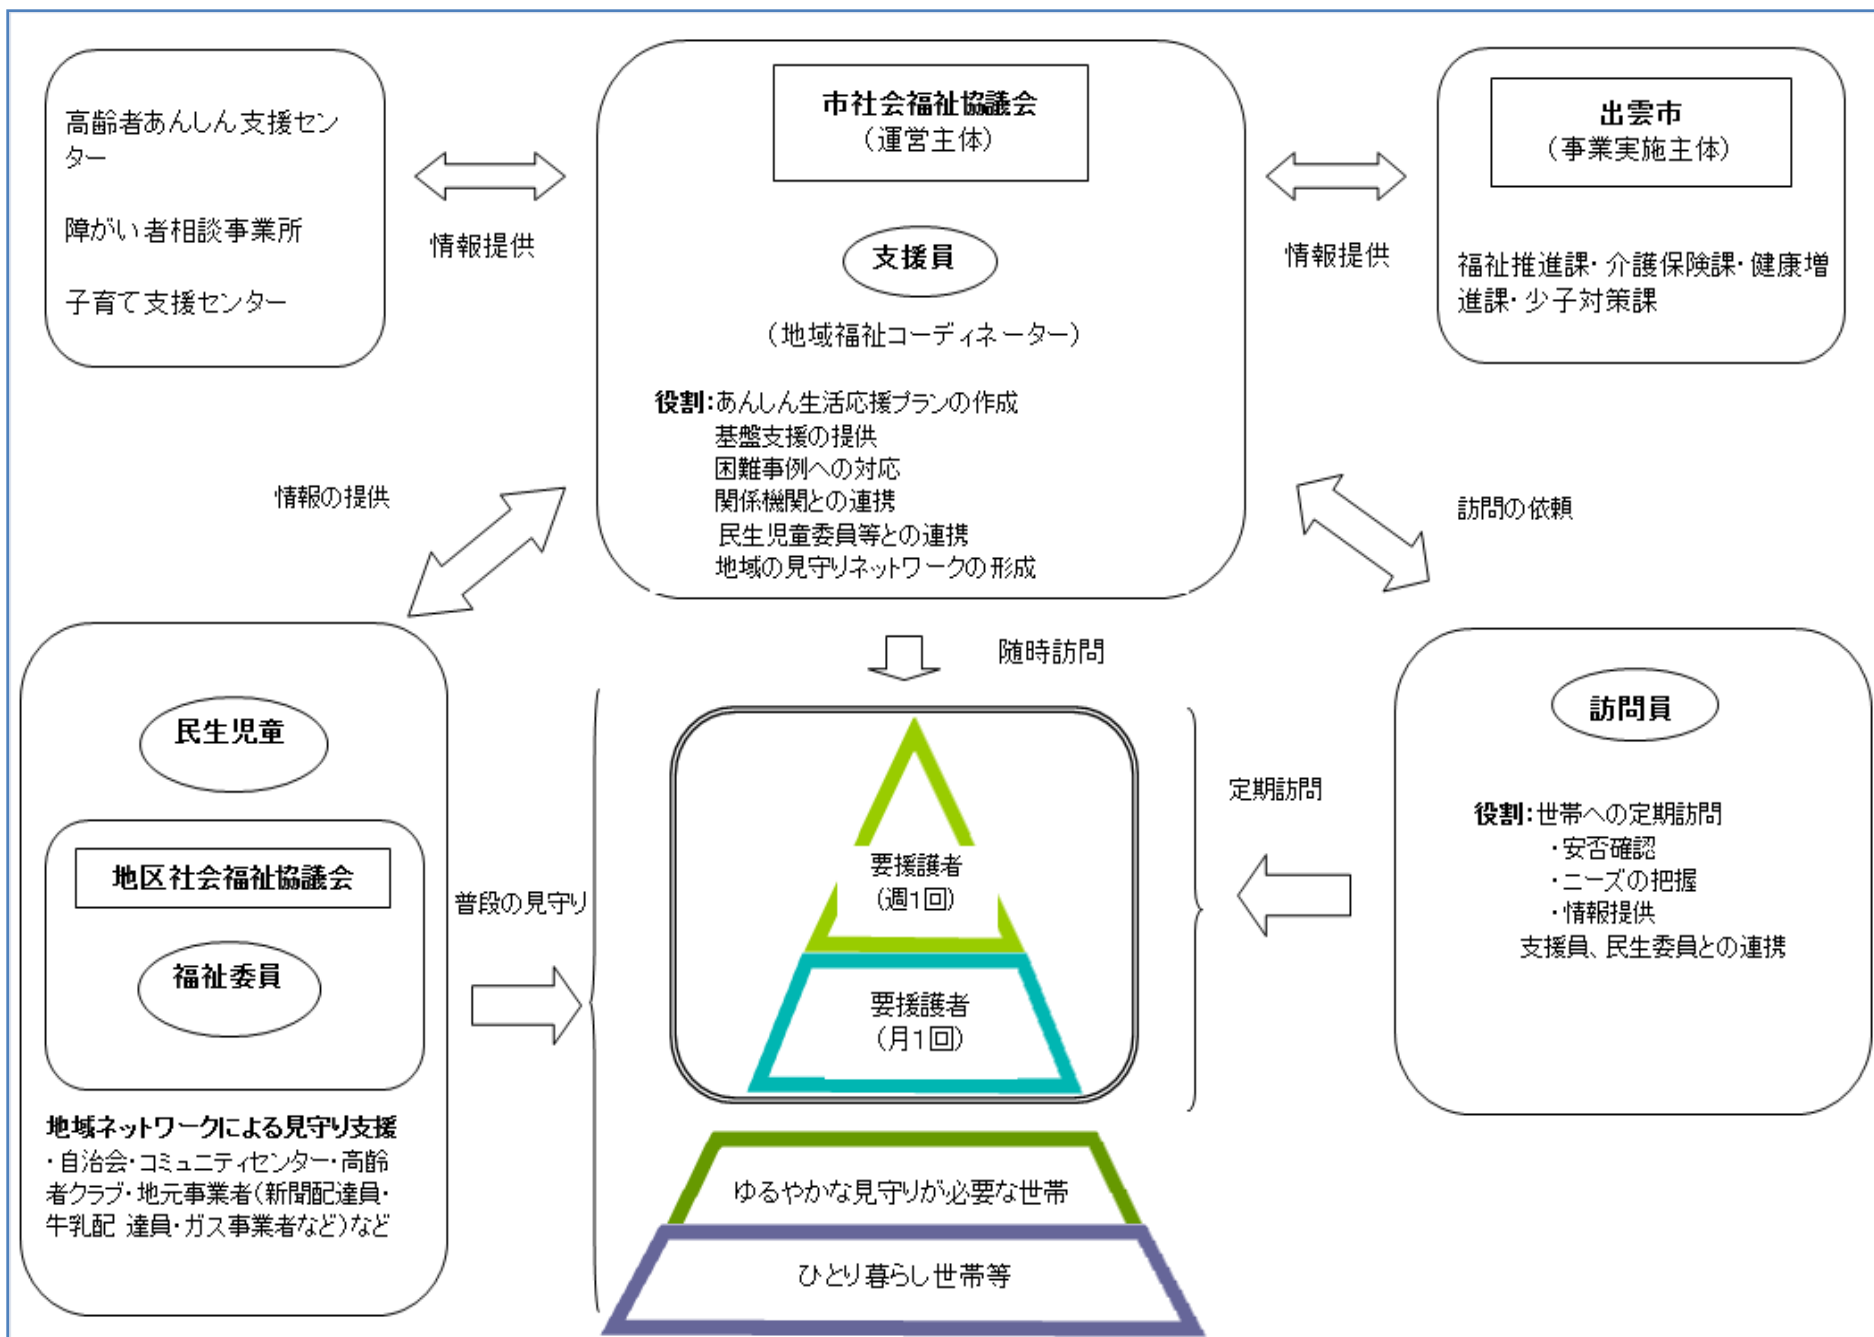 高齢者あんしん支援セン
ター
障がい者相談事業所
子育て支援センター
情報提供
市社会福祉協議会
（運営主体）
支援員
（地域福祉コーディネーター）
役割：あんしん生活応援プランの作成
基盤支援の提供
困難事例への対応
関係機関との連携
民生児童委員等との連携
地域の見守りネットワークの形成
情報提供
出雲市
（事業実施主体）
福祉推進課・介護保険課・健康増
進課・少子対策課
情報の提供
訪問の依頼
随時訪問
民生児童
地区社会福祉協議会
福祉委員
地域ネットワークによる見守り支援
・自治会・コミュニティセンター・高齢
者クラブ・地元事業者（新聞配達員・
牛乳配 達員・ガス事業者など）など
普段の見守り
要援護者
（週１回）
要援護者
（月１回）
ゆるやかな見守りが必要な世帯
ひとり暮らし世帯等
定期訪問
訪問員
役割：世帯への定期訪問
・安否確認
・ニーズの把握
・情報提供
支援員、民生委員との連携